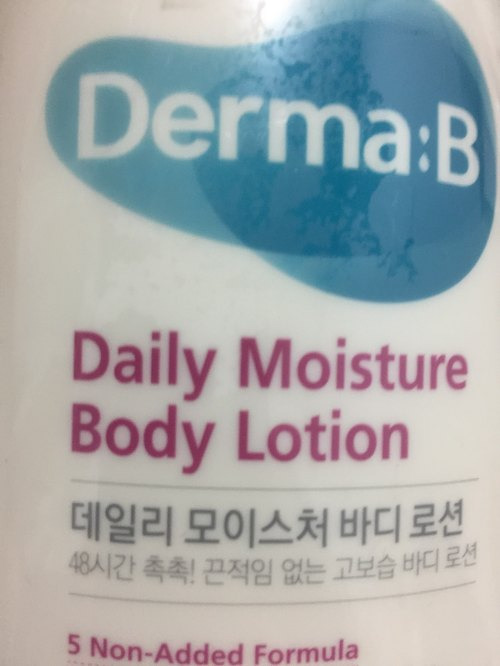 Derma:B
Daily Moisture
Body Lotion
데일리 모이스처 바디 로션
48시간 촉촉! 끈적임 없는 고보습 바디 로션
5 Non-Added Formula